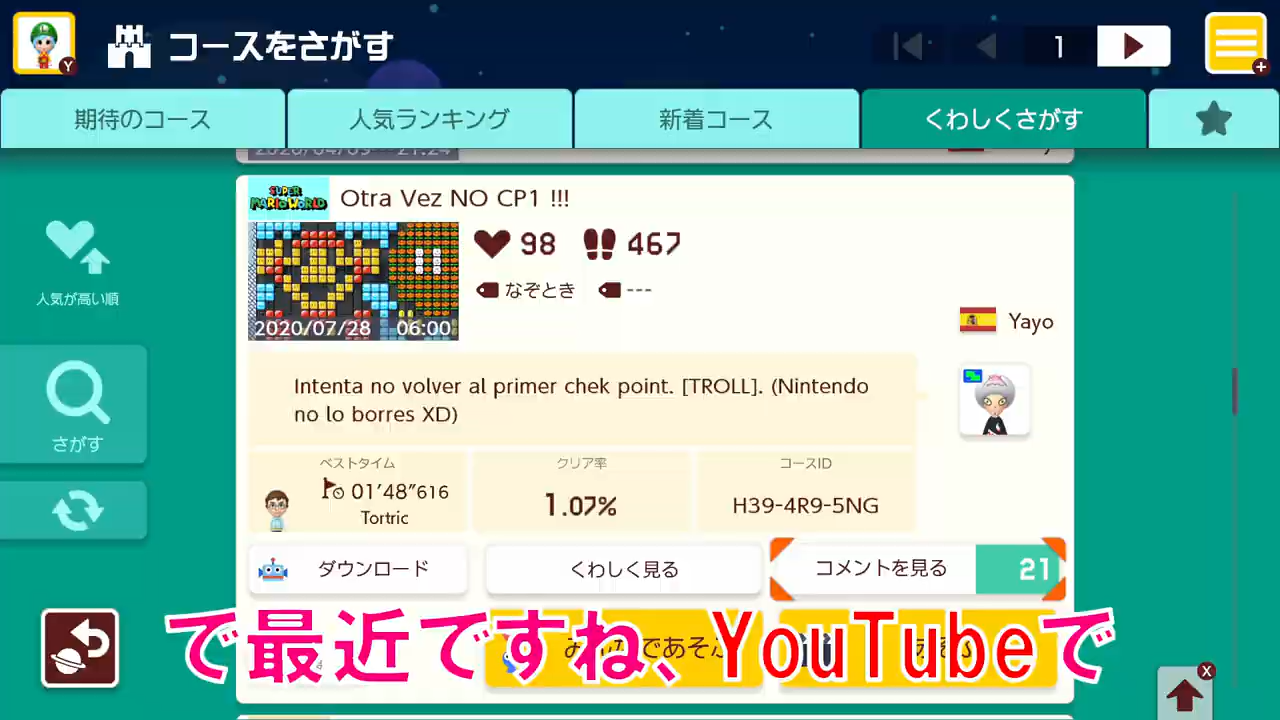 Y
コースをさがす
1
+
期待のコース
人気ランキング
新着コース
くわしくさがす
SUPER
MARIO WORLD
Otra Vez NO CP1 !!!
98
467
なぞとき
---
2020/07/28 06:00
Yayo
人気が高い順
さがす
Intenta no volver al primer chek point. [TROLL]. (Nintendo
no lo borres XD)
ベストタイム
01'48"616
Tortric
クリア率
1.07%
コースID
H39-4R9-5NG
ダウンロード
くわしく見る
コメントを見る
21
で最近ですね、YouTubeで
X